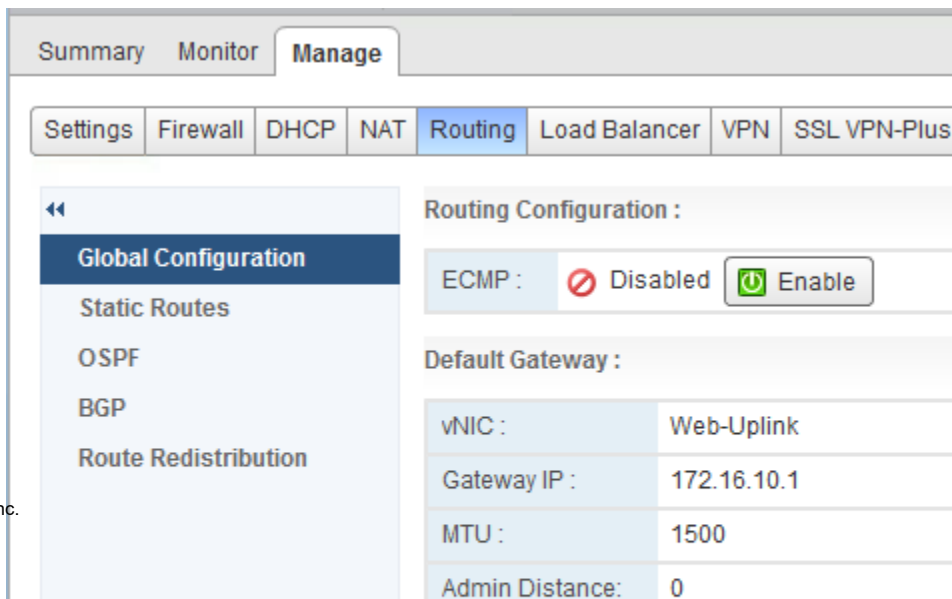 Summary Monitor Manage
Settings Firewall DHCP NAT Routing Load Balancer VPN SSL VPN-Plus
Global Configuration
Static Routes
OSPF
BGP
Route Redistribution
nc.
Routing Configuration :
ECMP : Disabled Enable
Default Gateway :
vNIC : Web-Uplink
Gateway IP : 172.16.10.1
MTU : 1500
Admin Distance: 0